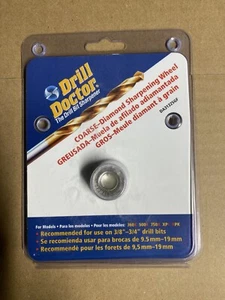 Drill
Doctor
The Drill Bit Sharpener
COARSE-Diamond Sharpening Wheel
GREUSADA-Muela de afilado adiamantada
GROS-Meule diamant à grain
For Models • Para los modelos • Pour les modèles
Recommended for use on 3/8"-3/4" drill bits
Se recomienda usar para brocas de 9.5mm-19mm
Recommendé pour les forets de 9,5mm-19mm